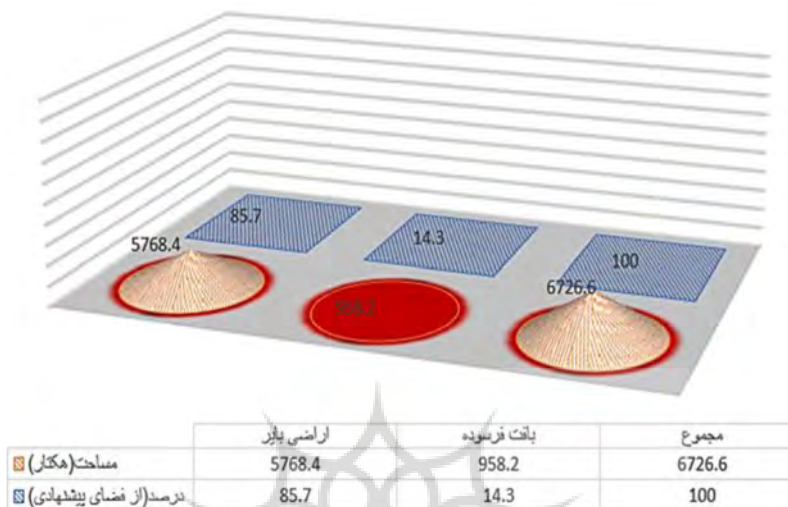 85.7
14.3
100
5768.4
958.2
6726.6
اراضی بایر بافت فرسوده مجموع
مساحت(هکتار) 5768.4 958.2 6726.6
درصد(از فضای پیشنهادی) 85.7 14.3 100